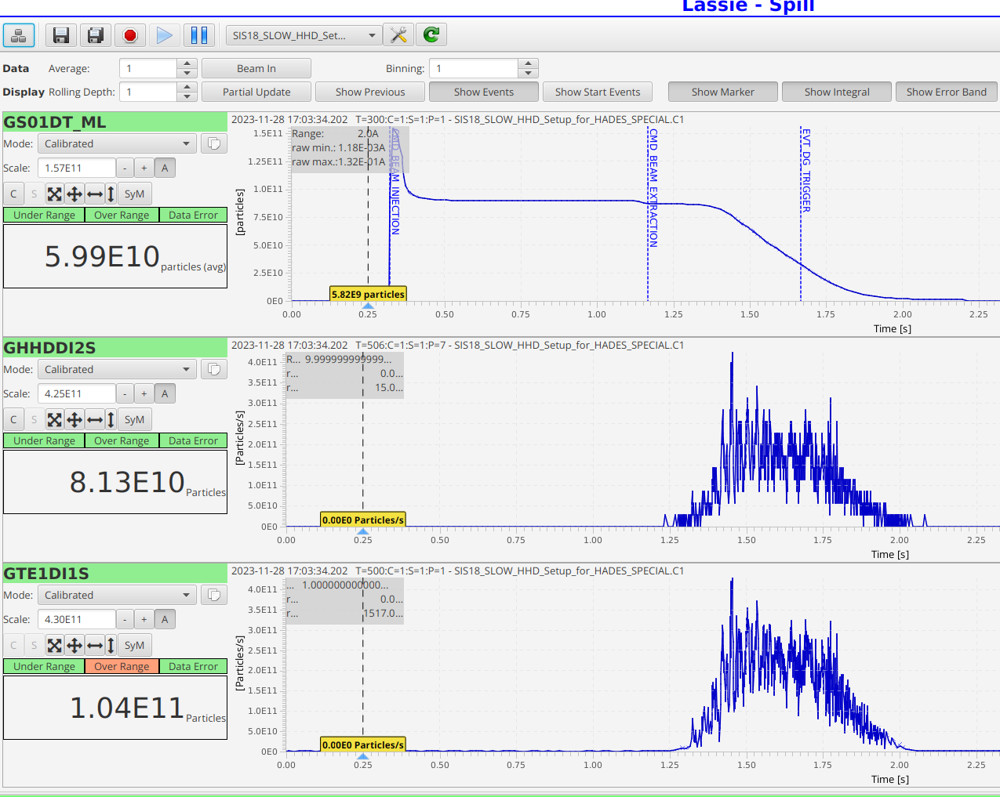 Lassie - Spill
SIS18_SLOW_HHD_Set...
Data Average: 1 Beam In Binning: 1
Display Rolling Depth: 1 Partial Update Show Previous Show Events Show Start Events Show Marker Show Integral Show Error Band
GS01DT_ML
Mode: Calibrated
Scale: 1.57E11 - + A
C S SyM
Under Range Over Range Data Error
5.99E10 particles (avg)
2023-11-28 17:03:34.202 T=300:C=1:S=1:P=1 - SIS18_SLOW_HHD_Setup_for_HADES_SPECIAL.C1
Range: 2.0A
raw min.: 1.18E-03A
raw max.:1.32E-01A
[particles]
1.5E11
1.25E11
1.0E11
7.5E10
5.0E10
2.5E10
0E0
CMD_BEAM_INJECTION
CMD_BEAM_EXTRACTION
EVT_DG_TRIGGER
5.82E9 particles
0.00 0.25 0.50 0.75 1.00 1.25 1.50 1.75 2.00 2.25
Time [s]
GHHDDI2S
Mode: Calibrated
Scale: 4.25E11 - + A
C S SyM
Under Range Over Range Data Error
8.13E10 Particles
2023-11-28 17:03:34.202 T=506:C=1:S=1:P=7 - SIS18_SLOW_HHD_Setup_for_HADES_SPECIAL.C1
R... 9.999999999999...
r... 0.0...
r... 15.0...
[Particles/s]
4.0E11
3.5E11
3.0E11
2.5E11
2.0E11
1.5E11
1.0E11
5.0E10
0E0
0.00E0 Particles/s
0.00 0.25 0.50 0.75 1.00 1.25 1.50 1.75 2.00 2.25
Time [s]
GTE1DI1S
Mode: Calibrated
Scale: 4.30E11 - + A
C S SyM
Under Range Over Range Data Error
1.04E11 Particles
2023-11-28 17:03:34.202 T=500:C=1:S=1:P=1 - SIS18_SLOW_HHD_Setup_for_HADES_SPECIAL.C1
... 1.000000000000...
r... 0.0...
r... 1517.0...
[Particles/s]
4.0E11
3.5E11
3.0E11
2.5E11
2.0E11
1.5E11
1.0E11
5.0E10
0E0
0.00E0 Particles/s
0.00 0.25 0.50 0.75 1.00 1.25 1.50 1.75 2.00 2.25
Time [s]